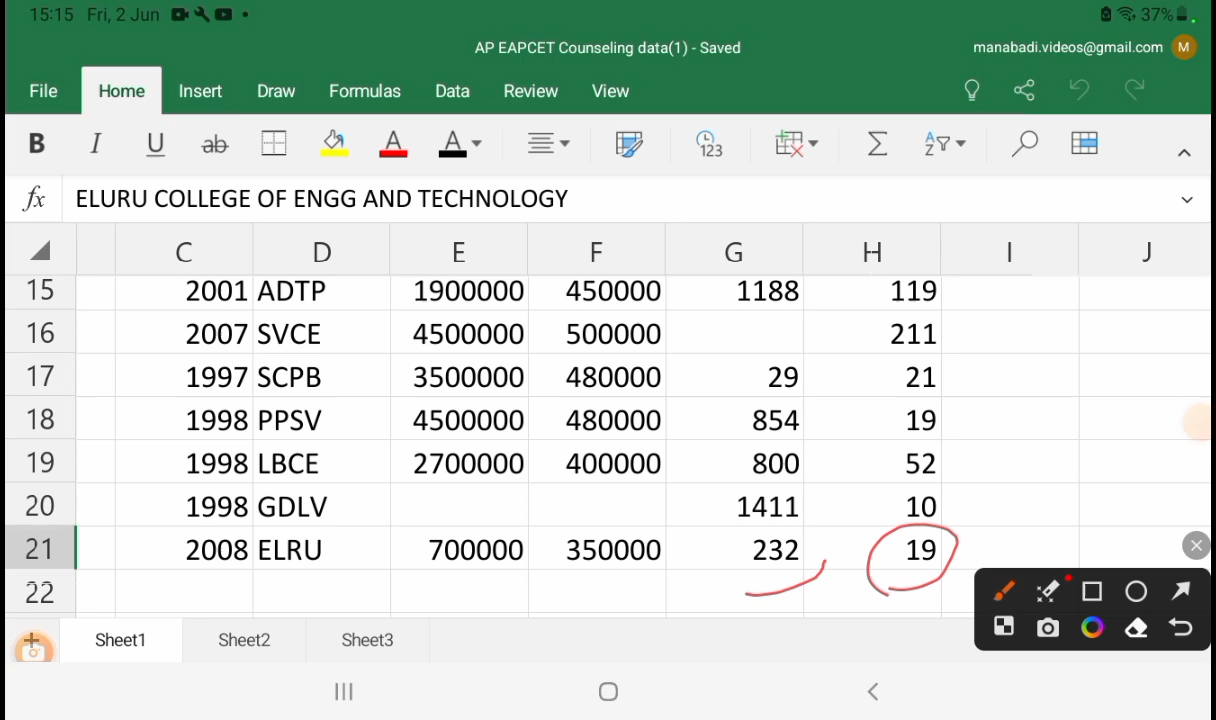 15:15 Fri, 2 Jun 37%
AP EAPCET Counseling data(1) - Saved manabadi.videos@gmail.com M
File Home Insert Draw Formulas Data Review View
B I U ab A A 123 Σ AZ
fx ELURU COLLEGE OF ENGG AND TECHNOLOGY
C D E F G H I J
15 2001 ADTP 1900000 450000 1188 119
16 2007 SVCE 4500000 500000 211
17 1997 SCPB 3500000 480000 29 21
18 1998 PPSV 4500000 480000 854 19
19 1998 LBCE 2700000 400000 800 52
20 1998 GDLV 1411 10
21 2008 ELRU 700000 350000 232 19
22
Sheet1 Sheet2 Sheet3